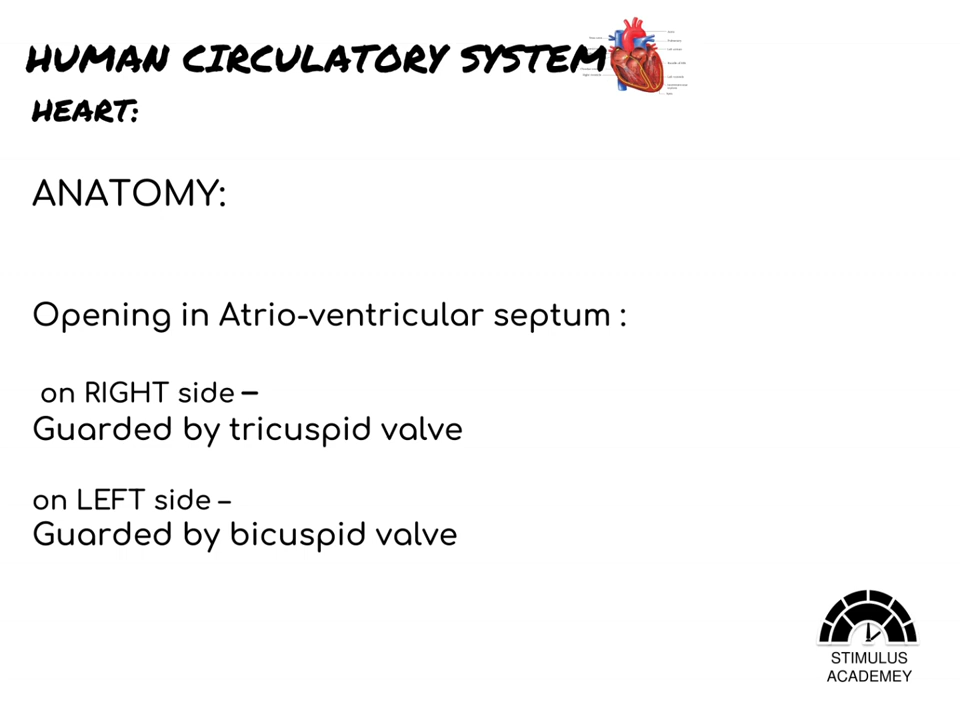 HUMAN CIRCULATORY SYSTEM
HEART:
ANATOMY:
Opening in Atrio-ventricular septum :
on RIGHT side –
Guarded by tricuspid valve
on LEFT side –
Guarded by bicuspid valve
STIMULUS
ACADEMEY